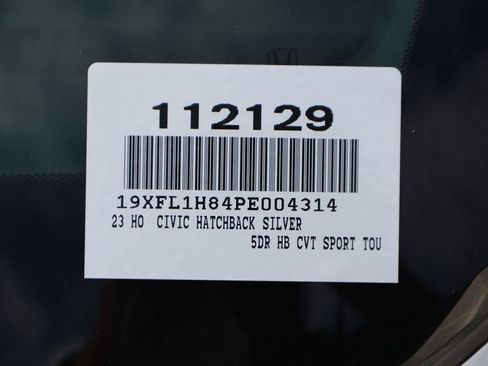 112129
19XFL1H84PE004314
23 HO CIVIC HATCHBACK SILVER
5DR HB CVT SPORT TOU